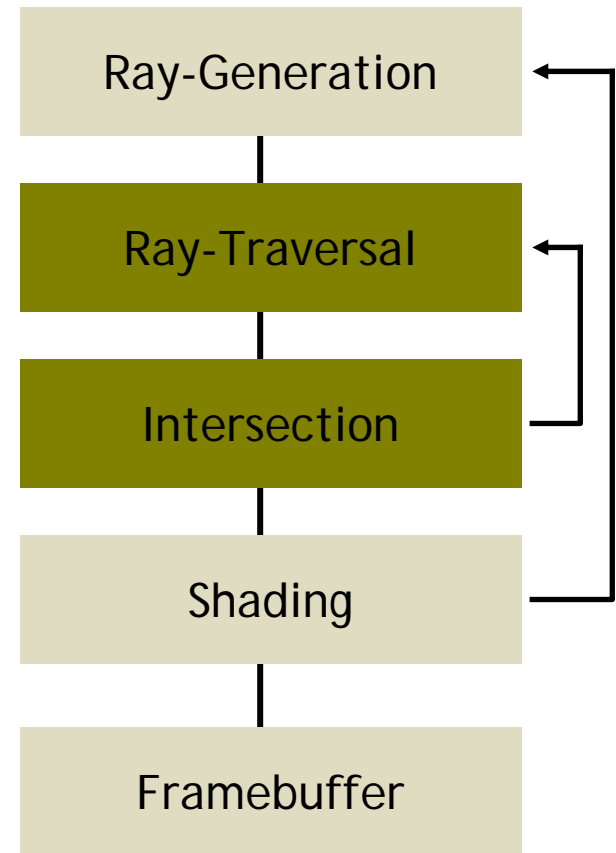 Ray-Generation
Ray-Traversal
Intersection
Shading
Framebuffer